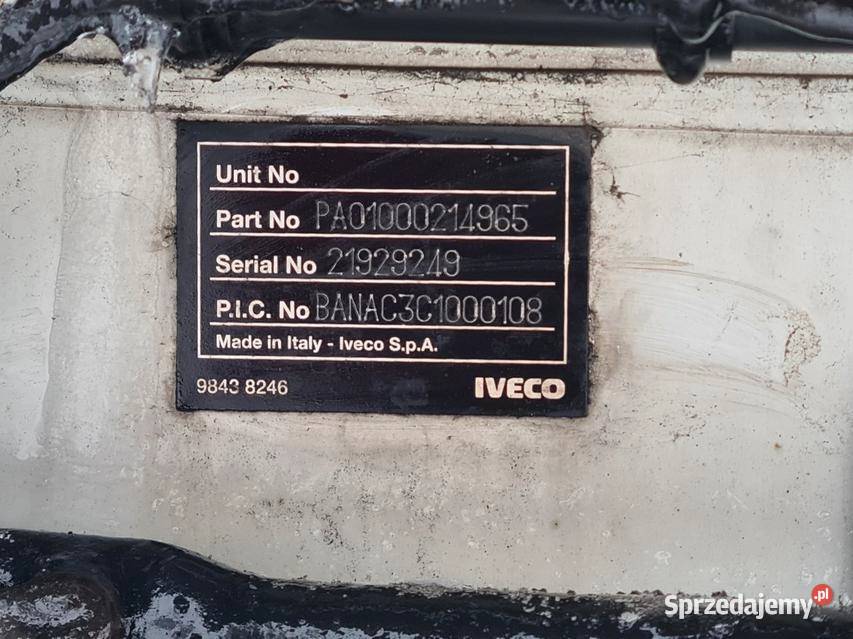 Unit No
Part No PA01000214965
Serial No 21929249
P.I.C. No BANAC3C1000108
Made in Italy - Iveco S.p.A.
9843 8246 IVECO
Sprzedajemy.pl